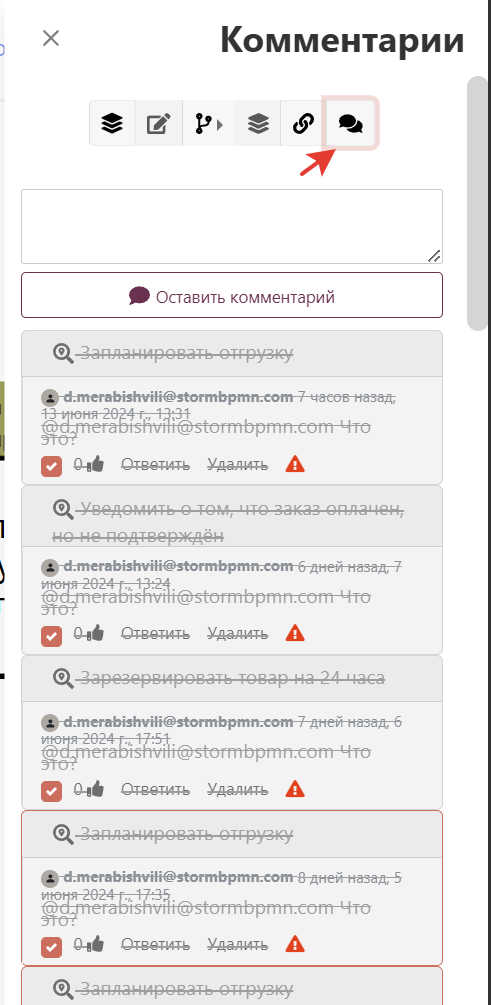 Комментарии
Оставить комментарий
Запланировать отгрузку
d.merabishvili@stormbpmn.com 7 часов назад,
13 июня 2024 г., 13:31
@d.merabishvili@stormbpmn.com Что
это?
0 Ответить Удалить
Уведомить о том, что заказ оплачен,
но не подтверждён
d.merabishvili@stormbpmn.com 6 дней назад, 7
июня 2024 г., 13:24
@d.merabishvili@stormbpmn.com Что
это?
0 Ответить Удалить
Зарезервировать товар на 24 часа
d.merabishvili@stormbpmn.com 7 дней назад, 6
июня 2024 г., 17:51
@d.merabishvili@stormbpmn.com Что
это?
0 Ответить Удалить
Запланировать отгрузку
d.merabishvili@stormbpmn.com 8 дней назад, 5
июня 2024 г., 17:35
@d.merabishvili@stormbpmn.com Что
это?
0 Ответить Удалить
Запланировать отгрузку